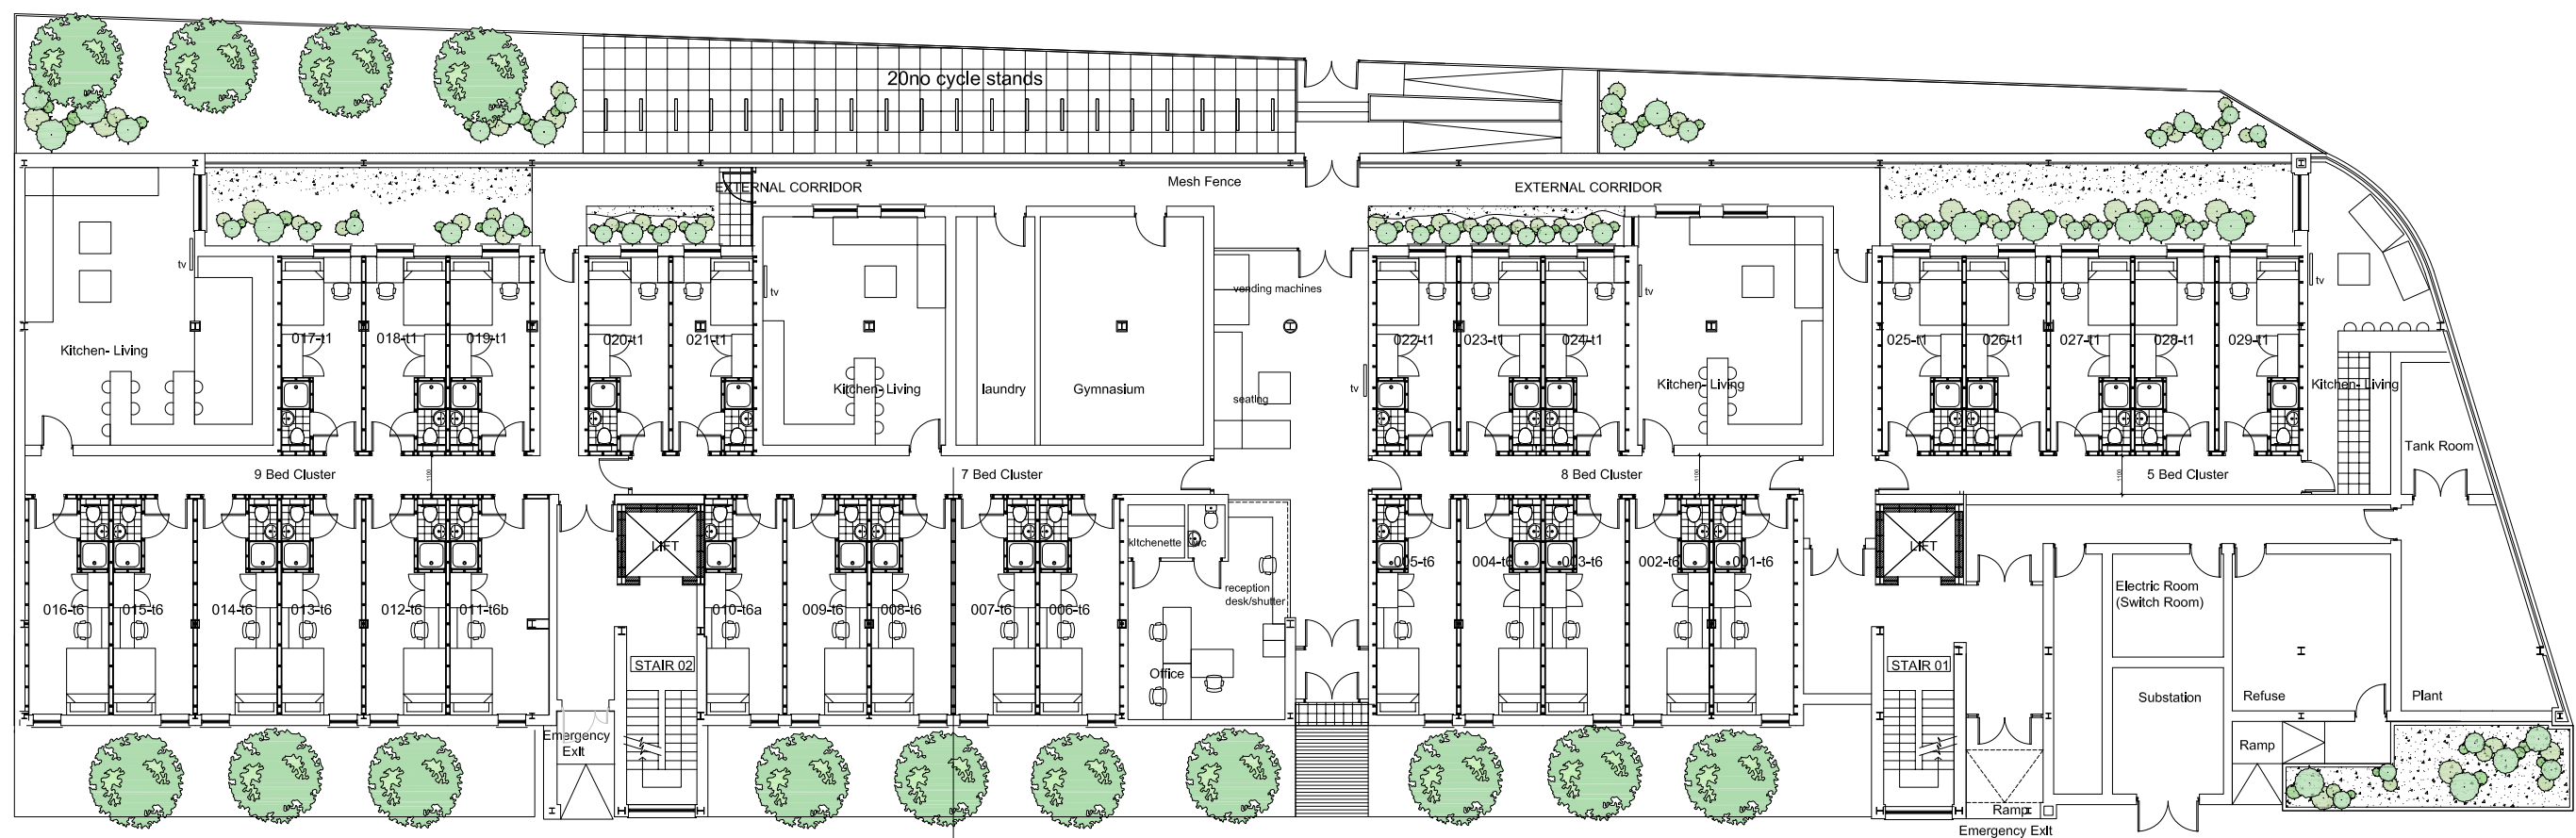 20no cycle stands
EXTERNAL CORRIDOR
Mesh Fence
EXTERNAL CORRIDOR
tv
tv
vending machines
tv
tv
Kitchen- Living
017-t1
018-t1
019-t1
020-t1
021-t1
022-t1
023-t1
024-t1
025-t1
026-t1
027-t1
028-t1
029-t1
Kitchen- Living
laundry
Gymnasium
seating
tv
Kitchen- Living
Kitchen- Living
Tank Room
9 Bed Cluster
1100
7 Bed Cluster
8 Bed Cluster
1100
5 Bed Cluster
1100
kitchenette
wc
LIFT
LIFT
005-t6
004-t6
003-t6
002-t6
001-t6
016-t6
015-t6
014-t6
013-t6
012-t6
011-t6b
010-t6a
009-t6
008-t6
007-t6
006-t6
reception
desk/shutter
Electric Room
(Switch Room)
STAIR 02
Office
STAIR 01
Substation
Refuse
Plant
Emergency
Exit
Ramp
Ramp
Emergency Exit